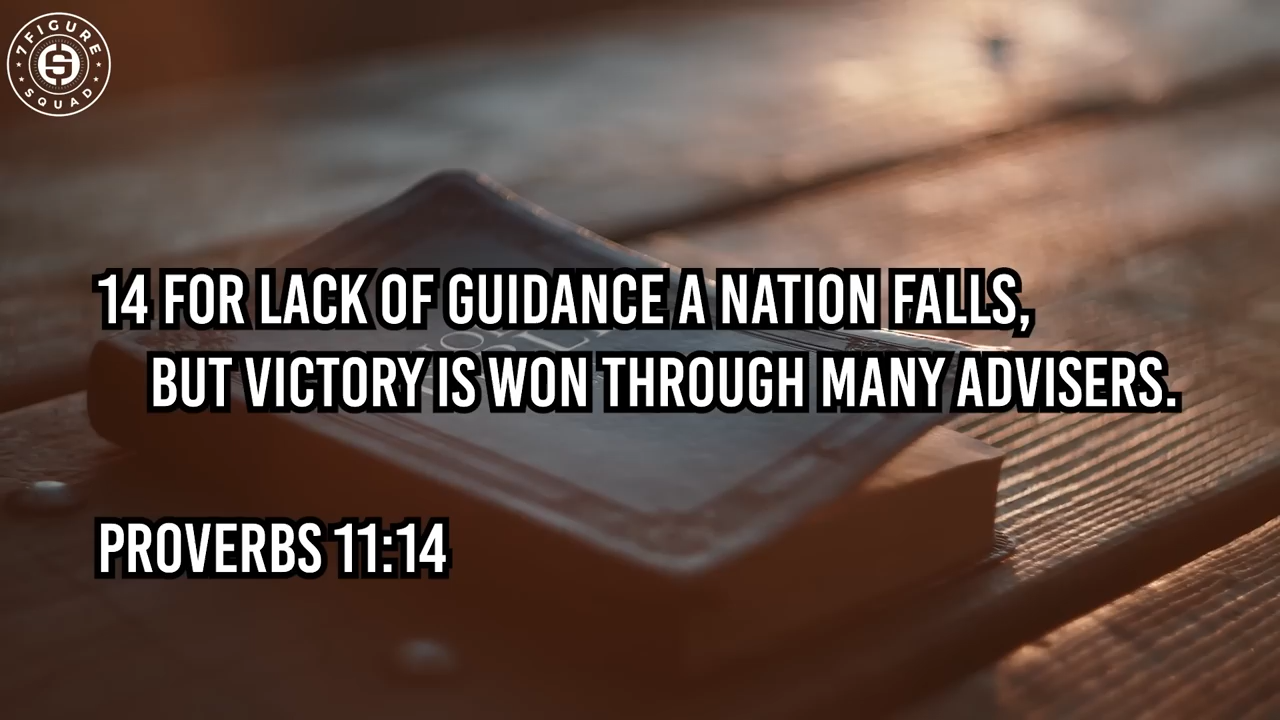 7FIGURE
SQUAD
14 FOR LACK OF GUIDANCE A NATION FALLS,
BUT VICTORY IS WON THROUGH MANY ADVISERS.
PROVERBS 11:14